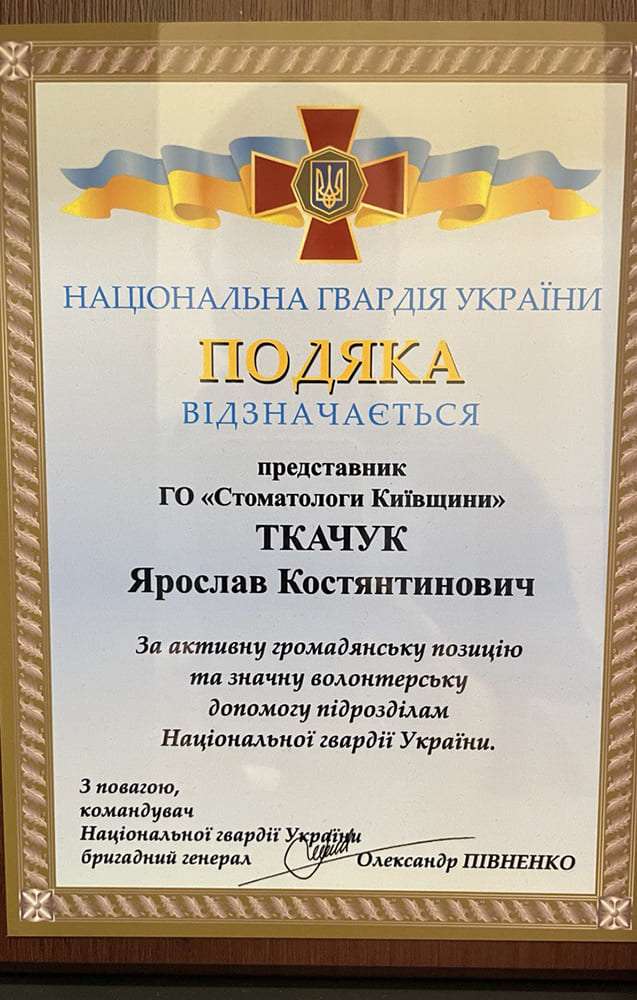 НАЦІОНАЛЬНА ГВАРДІЯ УКРАЇНИ
ПОДЯКА
ВІДЗНАЧАЄТЬСЯ
представник
ГО «Стоматологи Київщини»
ТКАЧУК
Ярослав Костянтинович
За активну громадянську позицію
та значну волонтерську
допомогу підрозділам
Національної гвардії України.
З повагою,
командувач
Національної гвардії України
бригадний генерал Олександр ПІВНЕНКО